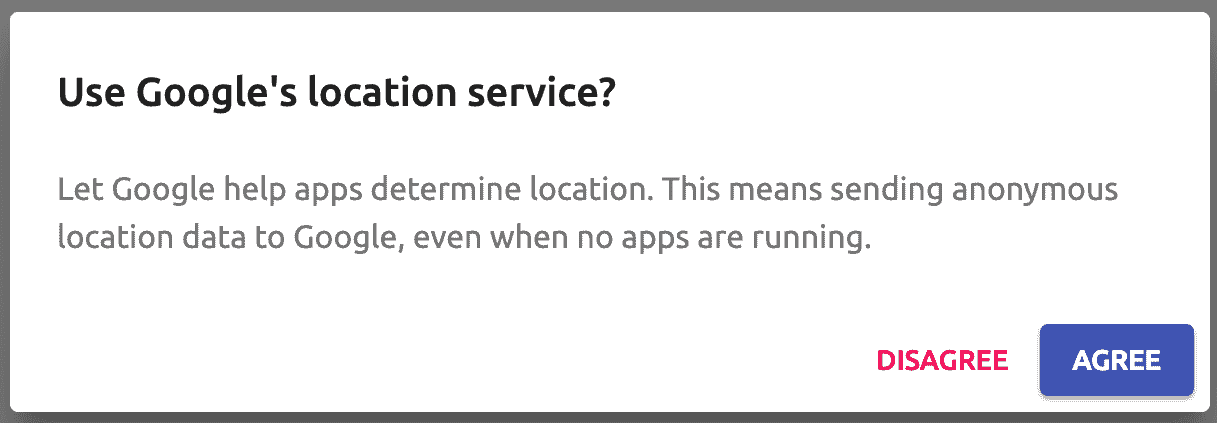 Use Google's location service?
Let Google help apps determine location. This means sending anonymous
location data to Google, even when no apps are running.
DISAGREE AGREE